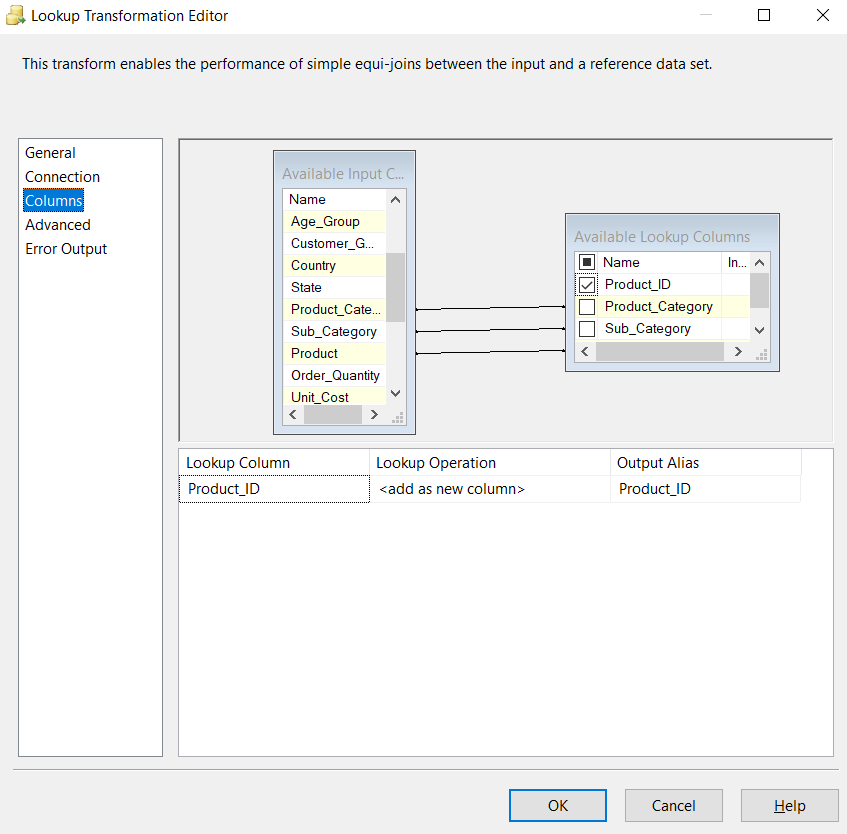 Lookup Transformation Editor
This transform enables the performance of simple equi-joins between the input and a reference data set.
General
Connection
Columns
Advanced
Error Output
Available Input C...
Name
Age_Group
Customer_G...
Country
State
Product_Cate...
Sub_Category
Product
Order_Quantity
Unit_Cost
Available Lookup Columns
Name In...
Product_ID
Product_Category
Sub_Category
Lookup Column Lookup Operation Output Alias
Product_ID <add as new column> Product_ID
OK Cancel Help